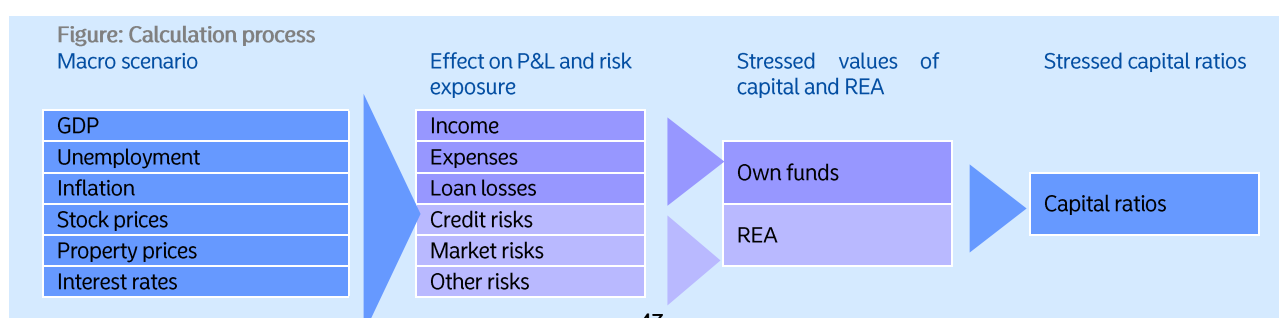 Figure: Calculation process
Macro scenario
Effect on P&L and risk
exposure
Stressed values of
capital and REA
Stressed capital ratios
GDP
Unemployment
Inflation
Stock prices
Property prices
Interest rates
Income
Expenses
Loan losses
Credit risks
Market risks
Other risks
Own funds
REA
Capital ratios